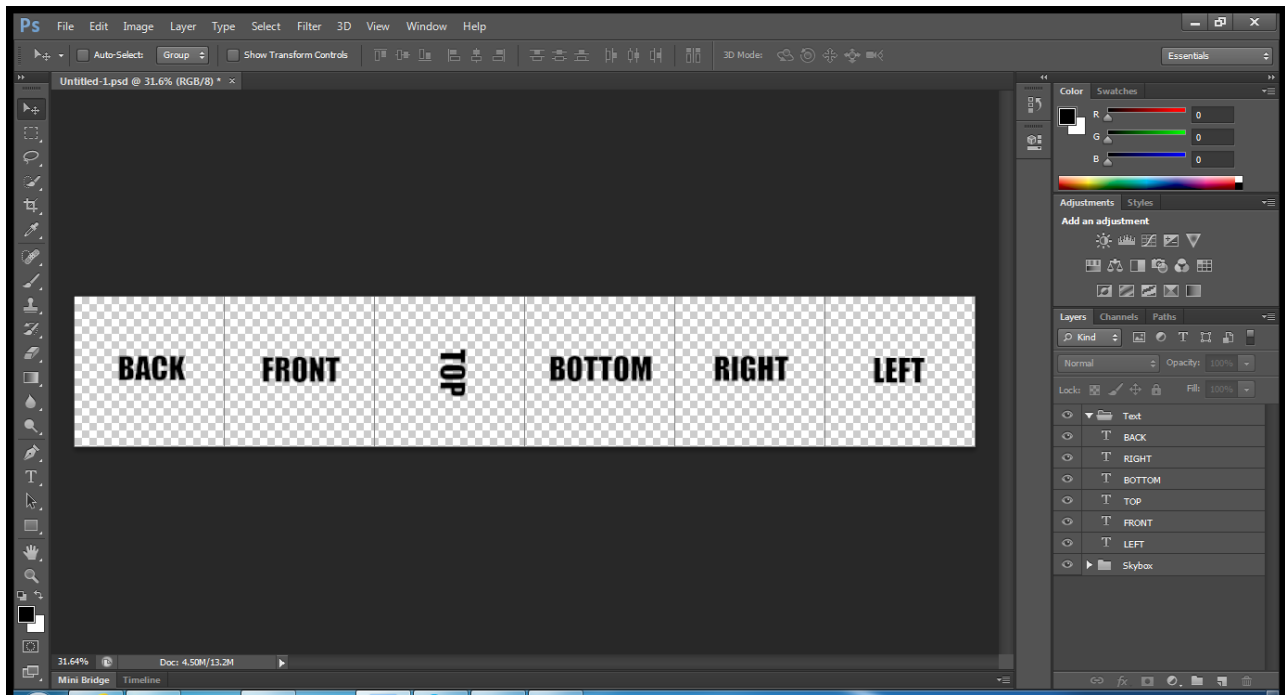 Ps File Edit Image Layer Type Select Filter 3D View Window Help
Auto-Select: Group Show Transform Controls 3D Mode: Essentials
Untitled-1.psd @ 31.6% (RGB/8) * ×
Color Swatches
R 0
G 0
B 0
Adjustments Styles
Add an adjustment
BACK FRONT TOP BOTTOM RIGHT LEFT
Layers Channels Paths
Kind
Normal Opacity: 100%
Lock: Fill: 100%
Text
T BACK
T RIGHT
T BOTTOM
T TOP
T FRONT
T LEFT
Skybox
31.64% Doc: 4.50M/13.2M
Mini Bridge Timeline